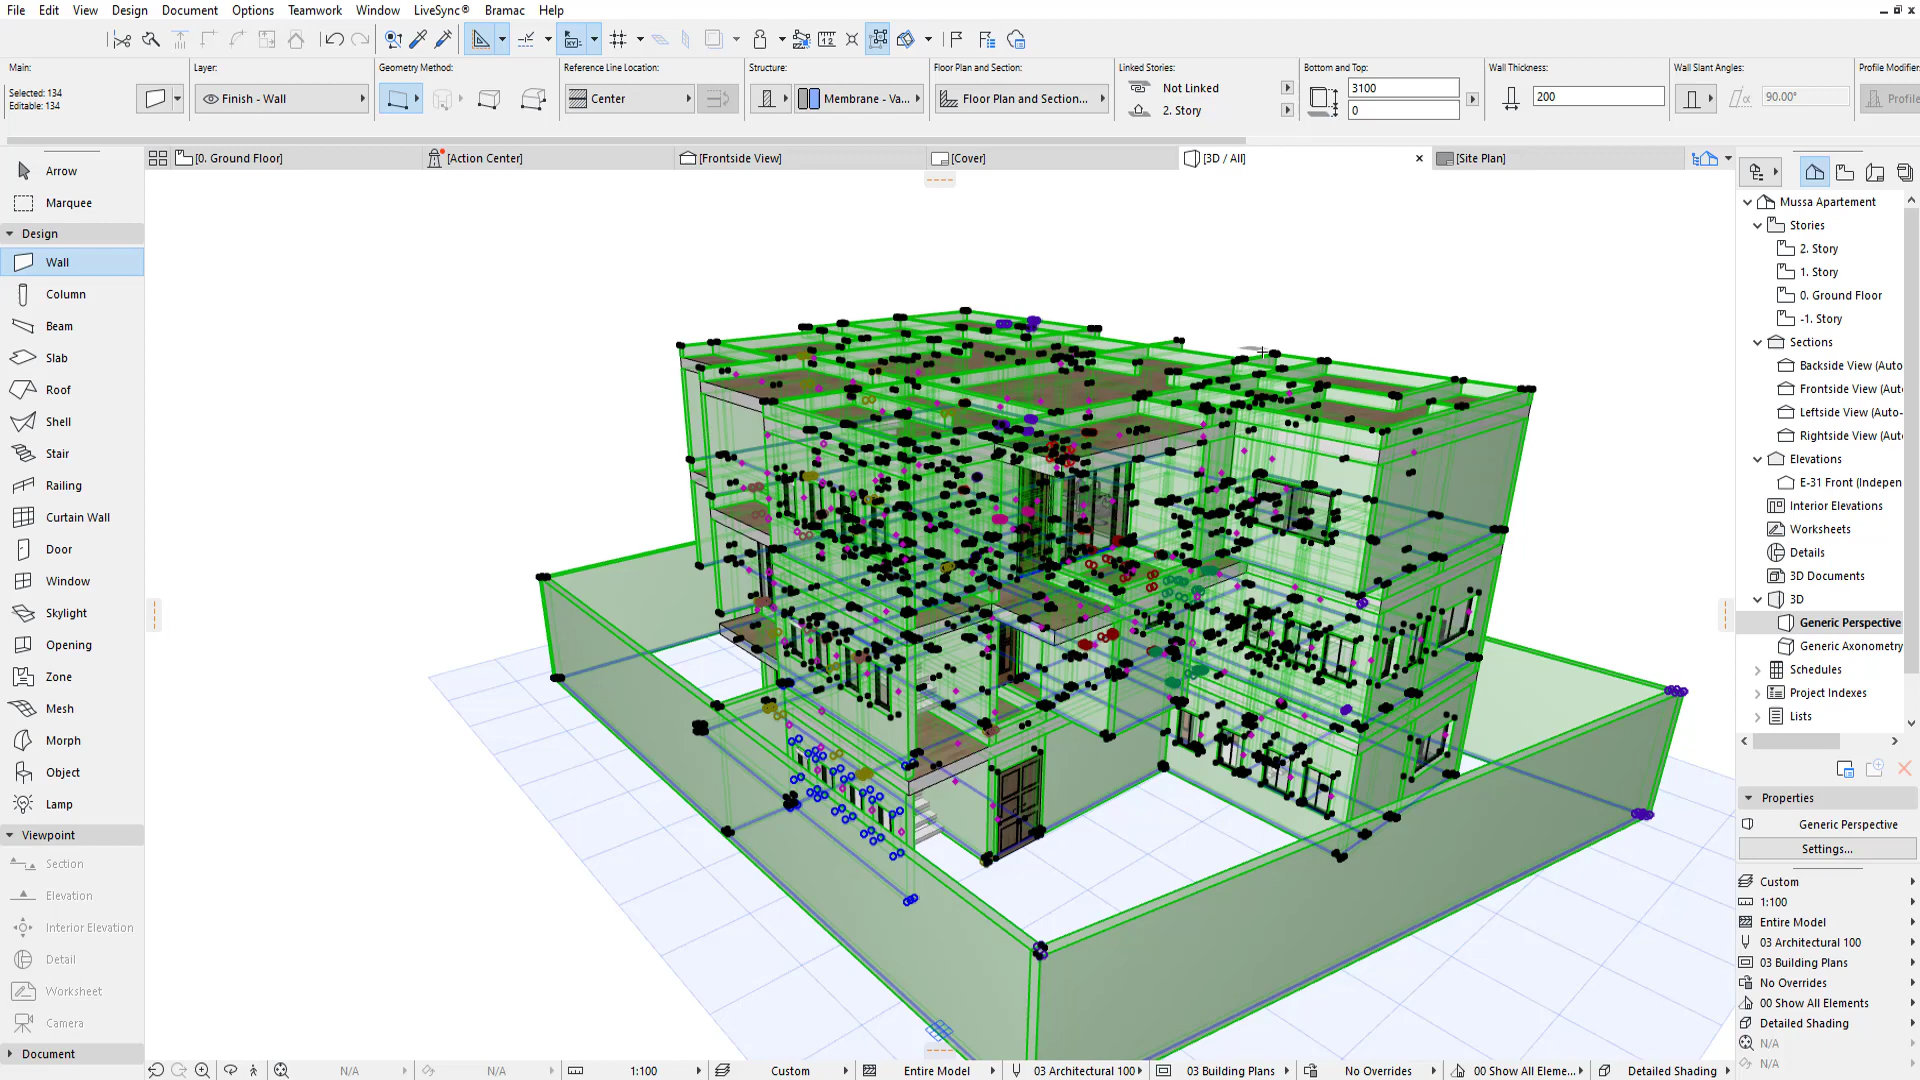 File Edit View Design Document Options Teamwork Window LiveSync® Bramac Help
Main: Layer: Geometry Method: Reference Line Location: Structure: Floor Plan and Section: Linked Stories: Bottom and Top: Wall Thickness: Wall Slant Angles: Profile Modifier
Selected: 134
Editable: 134
Finish - Wall
Center
Membrane - Va...
Floor Plan and Section...
Not Linked
2. Story
3100
0
200
90.00°
Profile
[0. Ground Floor] [Action Center] [Frontside View] [Cover] [3D / All] [Site Plan]
Arrow
Marquee
Design
Wall
Column
Beam
Slab
Roof
Shell
Stair
Railing
Curtain Wall
Door
Window
Skylight
Opening
Zone
Mesh
Morph
Object
Lamp
Viewpoint
Section
Elevation
Interior Elevation
Detail
Worksheet
Camera
Document
Mussa Apartement
Stories
2. Story
1. Story
0. Ground Floor
-1. Story
Sections
Backside View (Auto
Frontside View (Aut
Leftside View (Auto-
Rightside View (Aut
Elevations
E-31 Front (Indepen
Interior Elevations
Worksheets
Details
3D Documents
3D
Generic Perspective
Generic Axonometry
Schedules
Project Indexes
Lists
Properties
Generic Perspective
Settings...
Custom
1:100
Entire Model
03 Architectural 100
03 Building Plans
No Overrides
00 Show All Elements
Detailed Shading
N/A
N/A
N/A N/A 1:100 Custom Entire Model 03 Architectural 100 03 Building Plans No Overrides 00 Show All Eleme... Detailed Shading